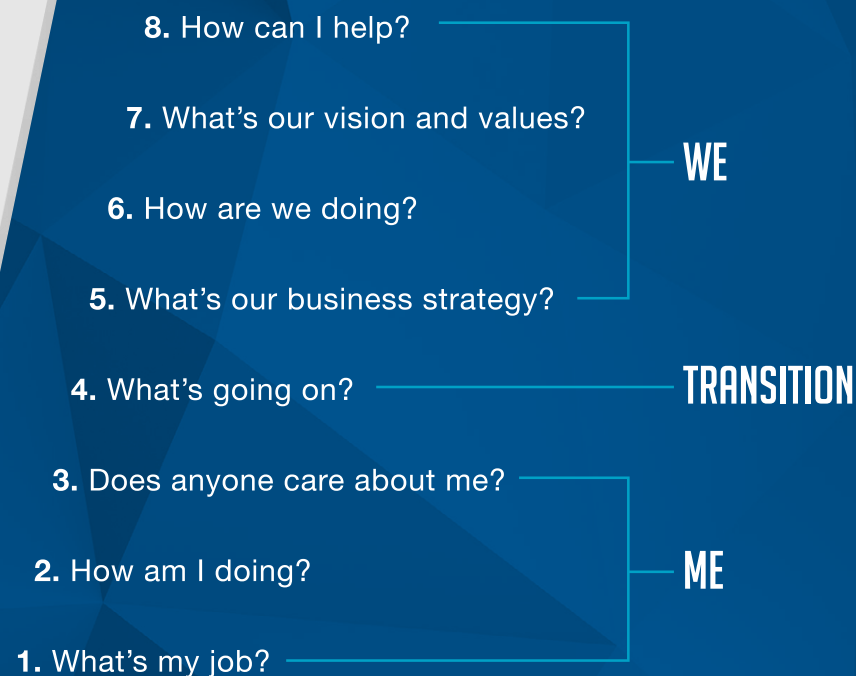 8. How can I help?
7. What’s our vision and values?
WE
6. How are we doing?
5. What’s our business strategy?
4. What’s going on?
TRANSITION
3. Does anyone care about me?
2. How am I doing?
ME
1. What’s my job?